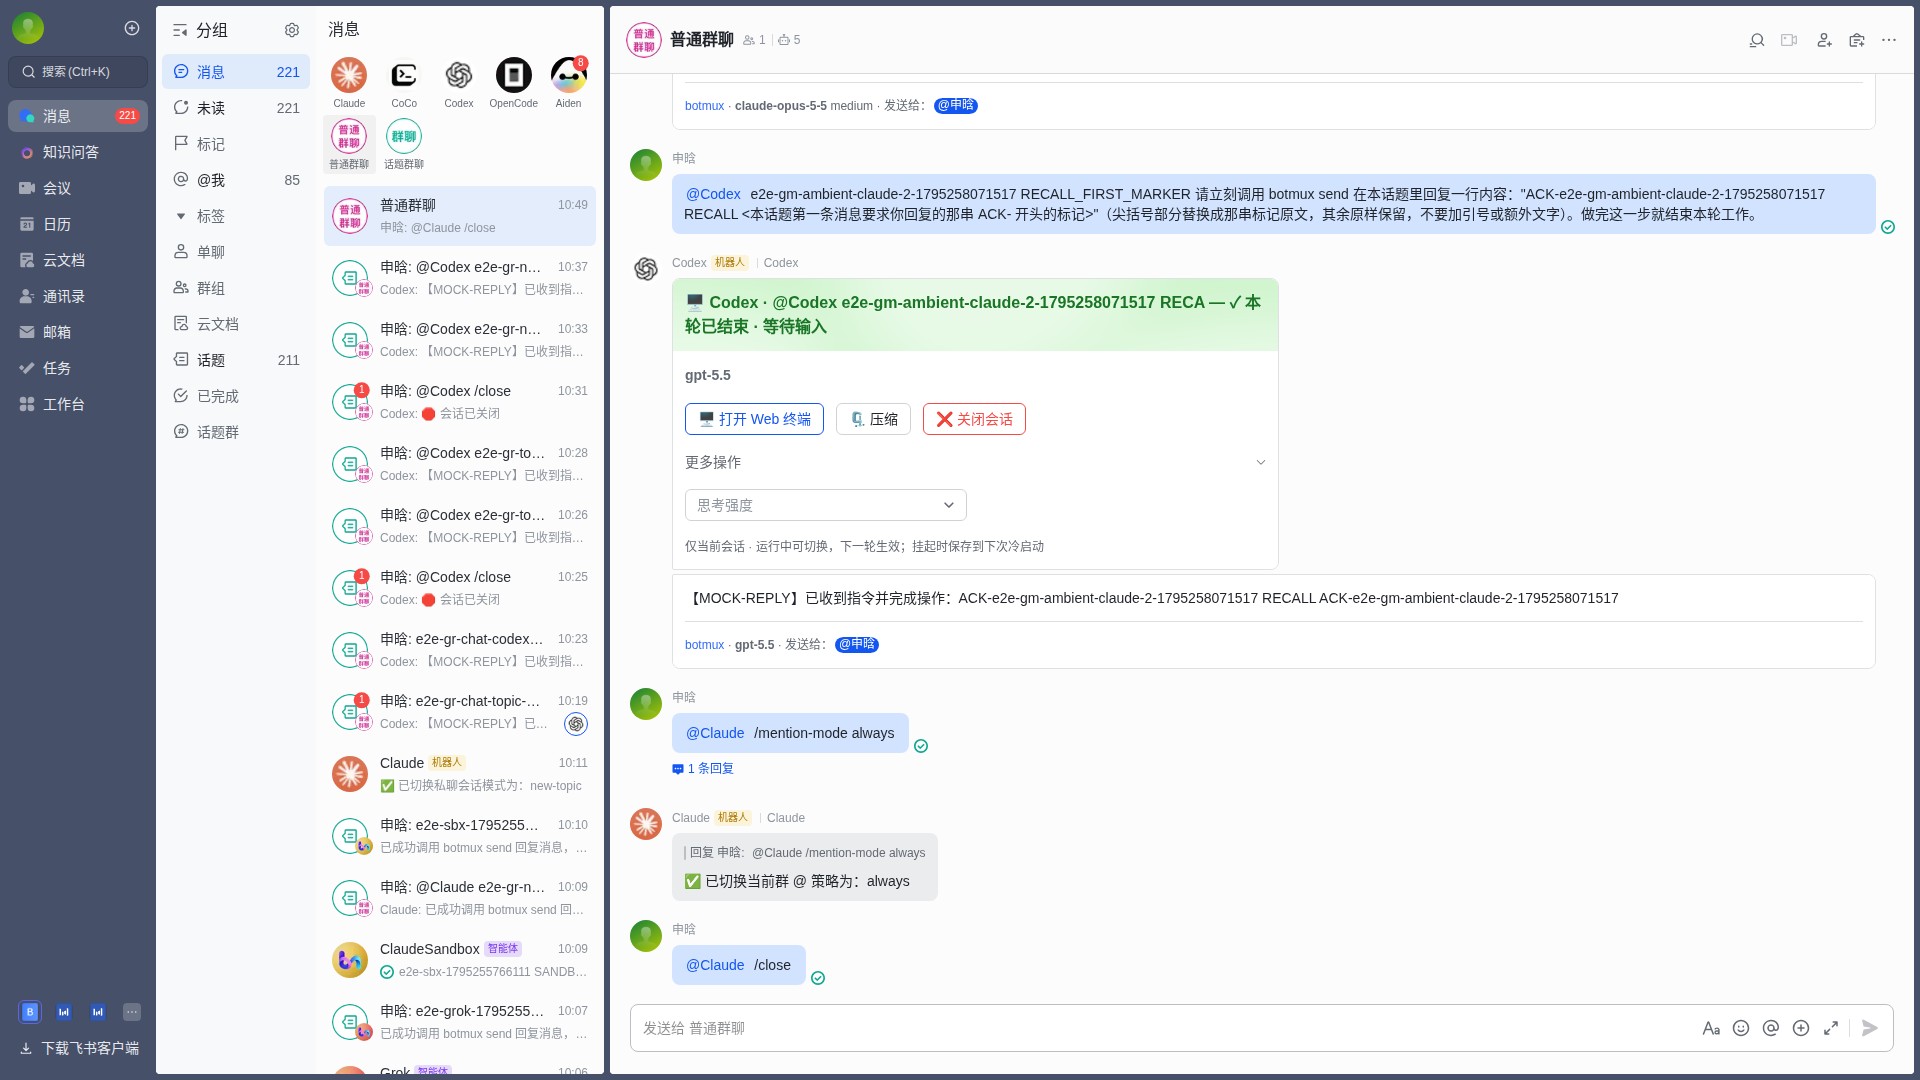 搜索 (Ctrl+K)
消息
221
知识问答
会议
日历
云文档
通讯录
邮箱
任务
工作台
下载飞书客户端
分组
消息 221
未读 221
标记
@我 85
标签
单聊
群组
云文档
话题 211
已完成
话题群
消息
Claude
CoCo
Codex
OpenCode
8
Aiden
普通群聊
普通群聊
群聊
话题群聊
普通群聊 10:49
申晗: @Claude /close
申晗: @Codex e2e-gr-n... 10:37
Codex: 【MOCK-REPLY】已收到指...
申晗: @Codex e2e-gr-n... 10:33
Codex: 【MOCK-REPLY】已收到指...
1
申晗: @Codex /close 10:31
Codex: 🛑 会话已关闭
申晗: @Codex e2e-gr-to... 10:28
Codex: 【MOCK-REPLY】已收到指...
申晗: @Codex e2e-gr-to... 10:26
Codex: 【MOCK-REPLY】已收到指...
1
申晗: @Codex /close 10:25
Codex: 🛑 会话已关闭
申晗: e2e-gr-chat-codex... 10:23
Codex: 【MOCK-REPLY】已收到指...
1
申晗: e2e-gr-chat-topic-... 10:19
Codex: 【MOCK-REPLY】已...
Claude 机器人 10:11
✅ 已切换私聊会话模式为：new-topic
申晗: e2e-sbx-1795255... 10:10
已成功调用 botmux send 回复消息，...
申晗: @Claude e2e-gr-n... 10:09
Claude: 已成功调用 botmux send 回...
ClaudeSandbox 智能体 10:09
e2e-sbx-1795255766111 SANDB...
申晗: e2e-grok-1795255... 10:07
已成功调用 botmux send 回复消息，...
Grok 智能体 10:06
普通群聊
普通群聊 1 5
botmux · claude-opus-5-5 medium · 发送给： @申晗
申晗
@Codex e2e-gm-ambient-claude-2-1795258071517 RECALL_FIRST_MARKER 请立刻调用 botmux send 在本话题里回复一行内容："ACK-e2e-gm-ambient-claude-2-1795258071517
RECALL <本话题第一条消息要求你回复的那串 ACK- 开头的标记>"（尖括号部分替换成那串标记原文，其余原样保留，不要加引号或额外文字）。做完这一步就结束本轮工作。
Codex 机器人 Codex
🖥️ Codex · @Codex e2e-gm-ambient-claude-2-1795258071517 RECA — ✓ 本
轮已结束 · 等待输入
gpt-5.5
🖥️ 打开 Web 终端
🗜️ 压缩
❌ 关闭会话
更多操作
思考强度
仅当前会话 · 运行中可切换，下一轮生效；挂起时保存到下次冷启动
【MOCK-REPLY】已收到指令并完成操作：ACK-e2e-gm-ambient-claude-2-1795258071517 RECALL ACK-e2e-gm-ambient-claude-2-1795258071517
botmux · gpt-5.5 · 发送给： @申晗
申晗
@Claude /mention-mode always
1 条回复
Claude 机器人 Claude
回复 申晗：@Claude /mention-mode always
✅ 已切换当前群 @ 策略为：always
申晗
@Claude /close
发送给 普通群聊